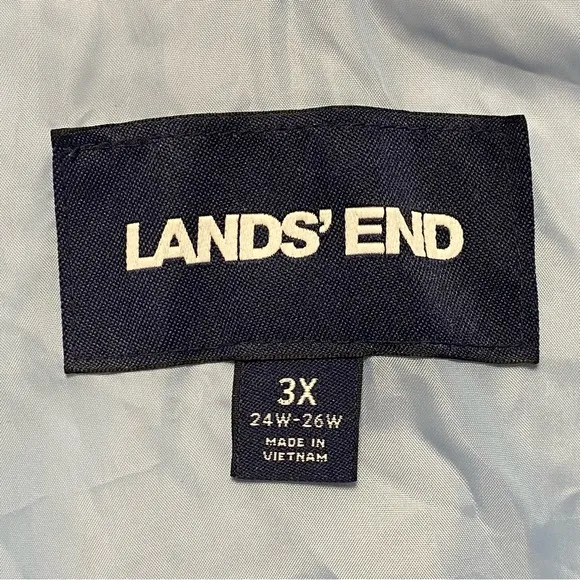 LANDS' END
3X
24W-26W
MADE IN
VIETNAM